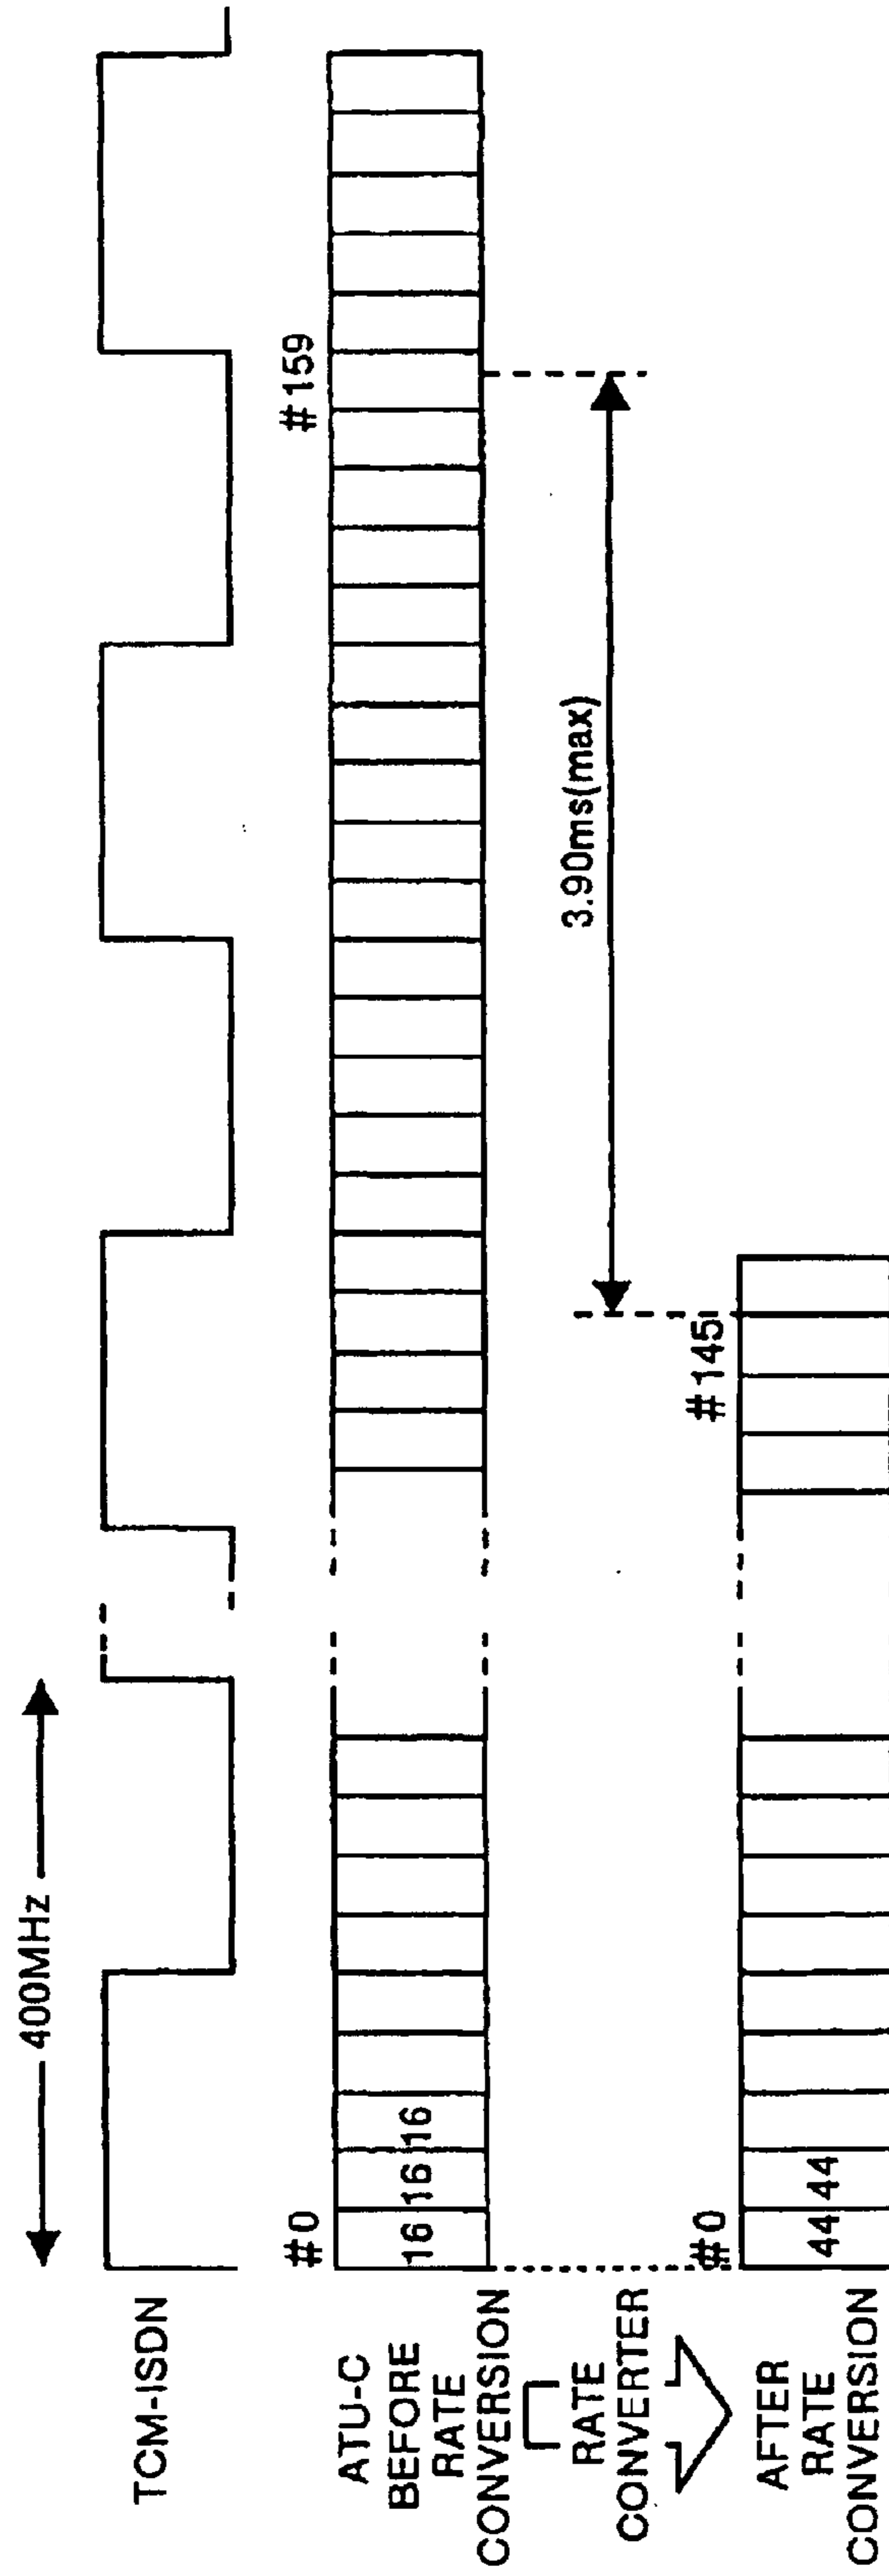 400MHz
TCM-ISDN
ATU-C
BEFORE
RATE
CONVERSION
#0
16
16
16
#159
RATE
CONVERTER
3.90ms(max)
AFTER
RATE
CONVERSION
#0
44
44
#145